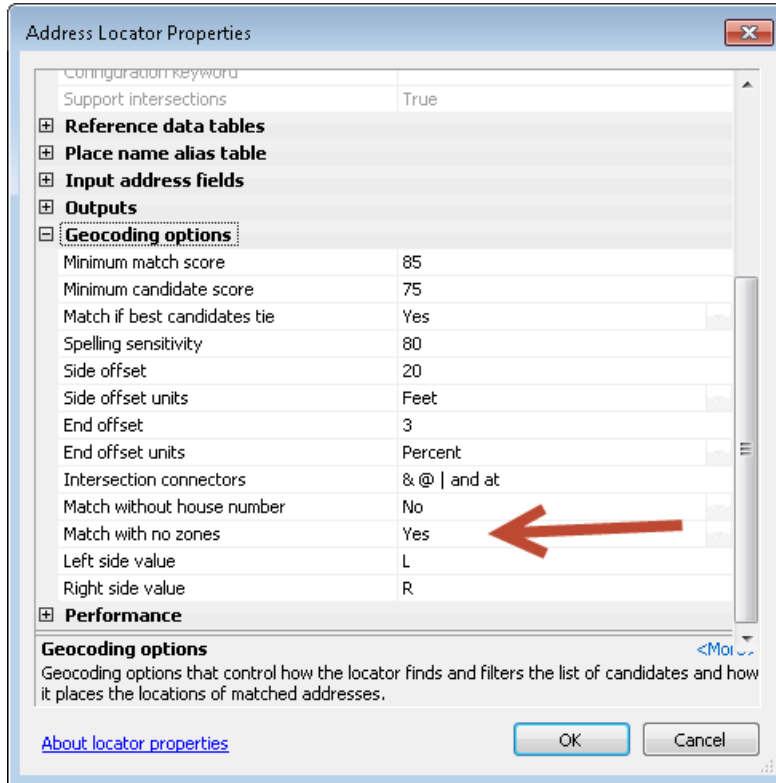 Address Locator Properties
Configuration keyword
Support intersections True
Reference data tables
Place name alias table
Input address fields
Outputs
Geocoding options
Minimum match score 85
Minimum candidate score 75
Match if best candidates tie Yes
Spelling sensitivity 80
Side offset 20
Side offset units Feet
End offset 3
End offset units Percent
Intersection connectors & @ | and at
Match without house number No
Match with no zones Yes
Left side value L
Right side value R
Performance
Geocoding options
Geocoding options that control how the locator finds and filters the list of candidates and how
it places the locations of matched addresses.
About locator properties
OK Cancel